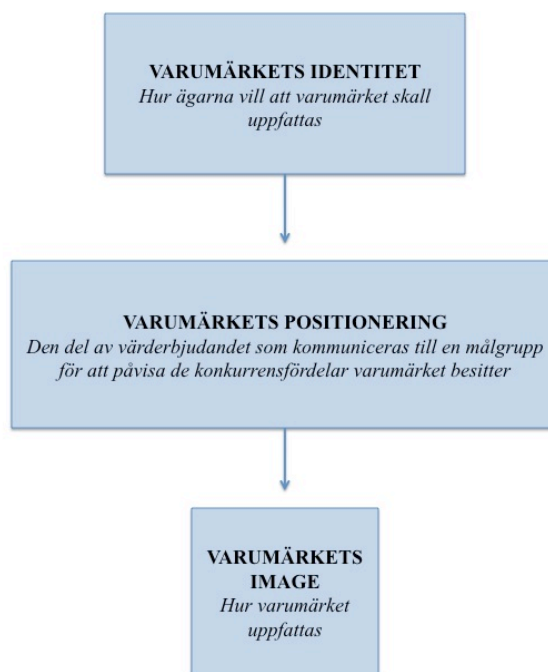 VARUMÄRKETS IDENTITET
Hur ägarna vill att varumärket skall
uppfattas
VARUMÄRKETS POSITIONERING
Den del av värderbjudandet som kommuniceras till en målgrupp
för att påvisa de konkurrensfördelar varumärket besitter
VARUMÄRKETS
IMAGE
Hur varumärket
uppfattas